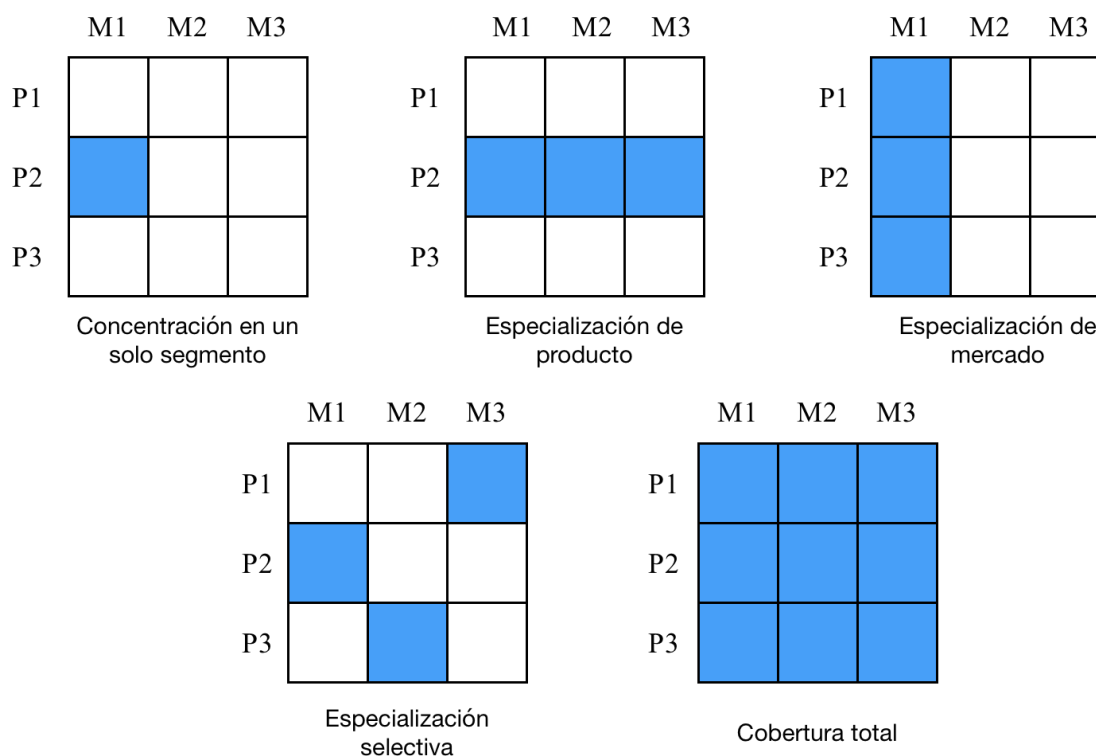 M1 M2 M3
P1
P2
P3
Concentración en un
solo segmento
M1 M2 M3
P1
P2
P3
Especialización de
producto
M1 M2 M3
P1
P2
P3
Especialización de
mercado
M1 M2 M3
P1
P2
P3
Especialización
selectiva
M1 M2 M3
P1
P2
P3
Cobertura total